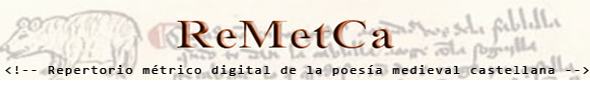 ReMetCa
<!-- Repertorio métrico digital de la poesía medieval castellana -->